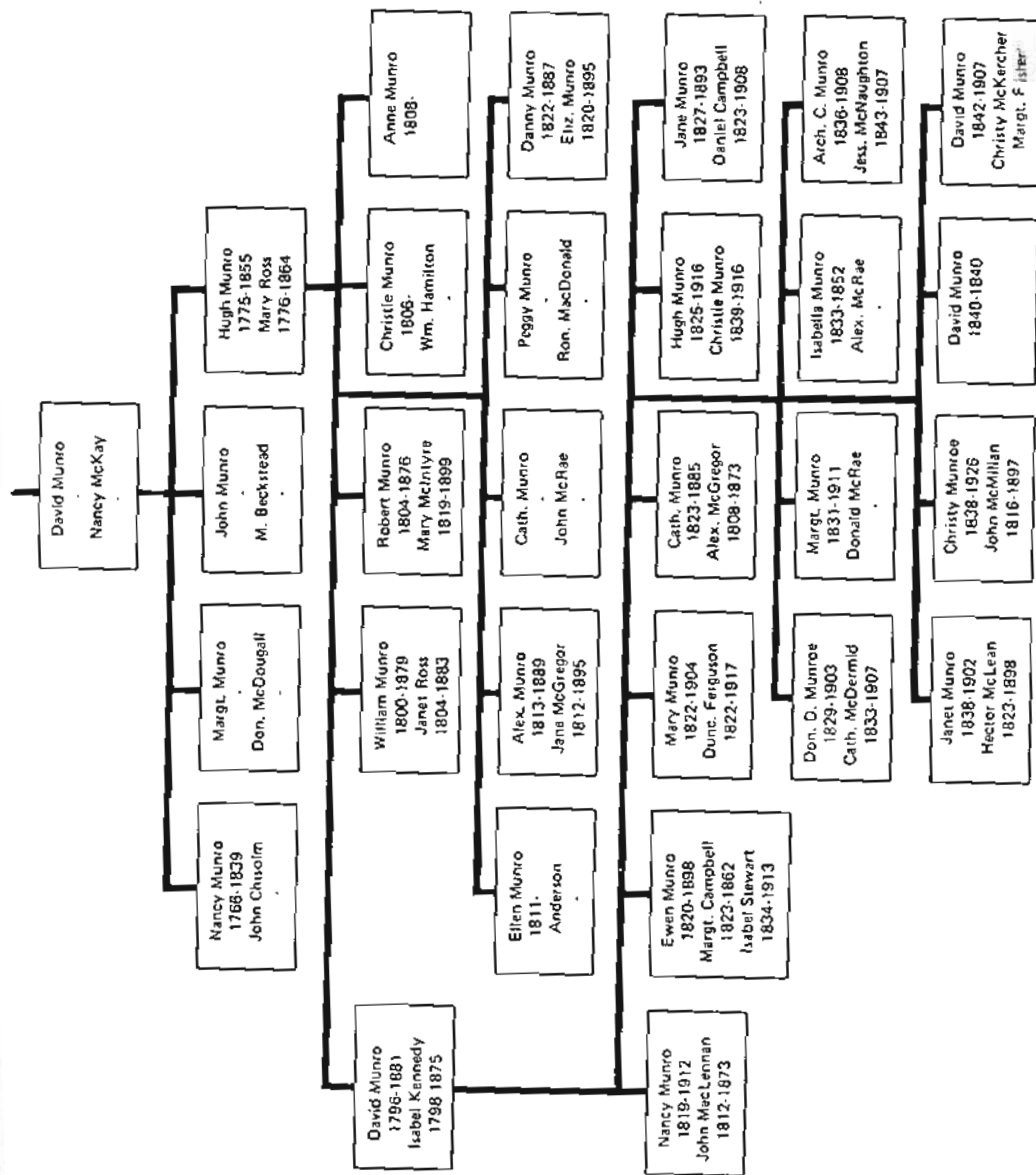 David Munro
Nancy McKay
Nancy Munro
1766-1839
John Chisolm
Margt. Munro
Don. McDougall
John Munro
M. Beckstead
Hugh Munro
1775-1855
Mary Ross
1776-1864
David Munro
1796-1881
Isabel Kennedy
1798 1875
William Munro
1800-1879
Janet Ross
1804-1883
Robert Munro
1804-1876
Mary McIntyre
1819-1899
Christie Munro
1806-
Wm. Hamilton
Anne Munro
1808-
Ellen Munro
1811-
Anderson
Alex. Munro
1813-1889
Jane McGregor
1812-1895
Cath. Munro
John McRae
Peggy Munro
Ron. MacDonald
Danny Munro
1822-1887
Eliz. Munro
1820-1895
Nancy Munro
1819-1912
John MacLennan
1812-1873
Ewen Munro
1820-1898
Margt. Campbell
1823-1862
Isabel Stewart
1834-1913
Mary Munro
1822-1904
Dunc. Ferguson
1822-1917
Cath. Munro
1823-1885
Alex. McGregor
1808-1873
Hugh Munro
1825-1916
Christie Munro
1839-1916
Jane Munro
1827-1893
Daniel Campbell
1823-1908
Don. D. Munroe
1829-1903
Cath. McDermid
1833-1907
Margt. Munro
1831-1911
Donald McRae
Isabella Munro
1833-1852
Alex. McRae
Arch. C. Munro
1836-1908
Jess. McNaughton
1843-1907
Janet Munro
1838-1902
Hector McLean
1823-1898
Christy Munroe
1838-1926
John McMillan
1816-1897
David Munro
1840-1840
David Munro
1842-1907
Christy McKercher
Margt. Fisher